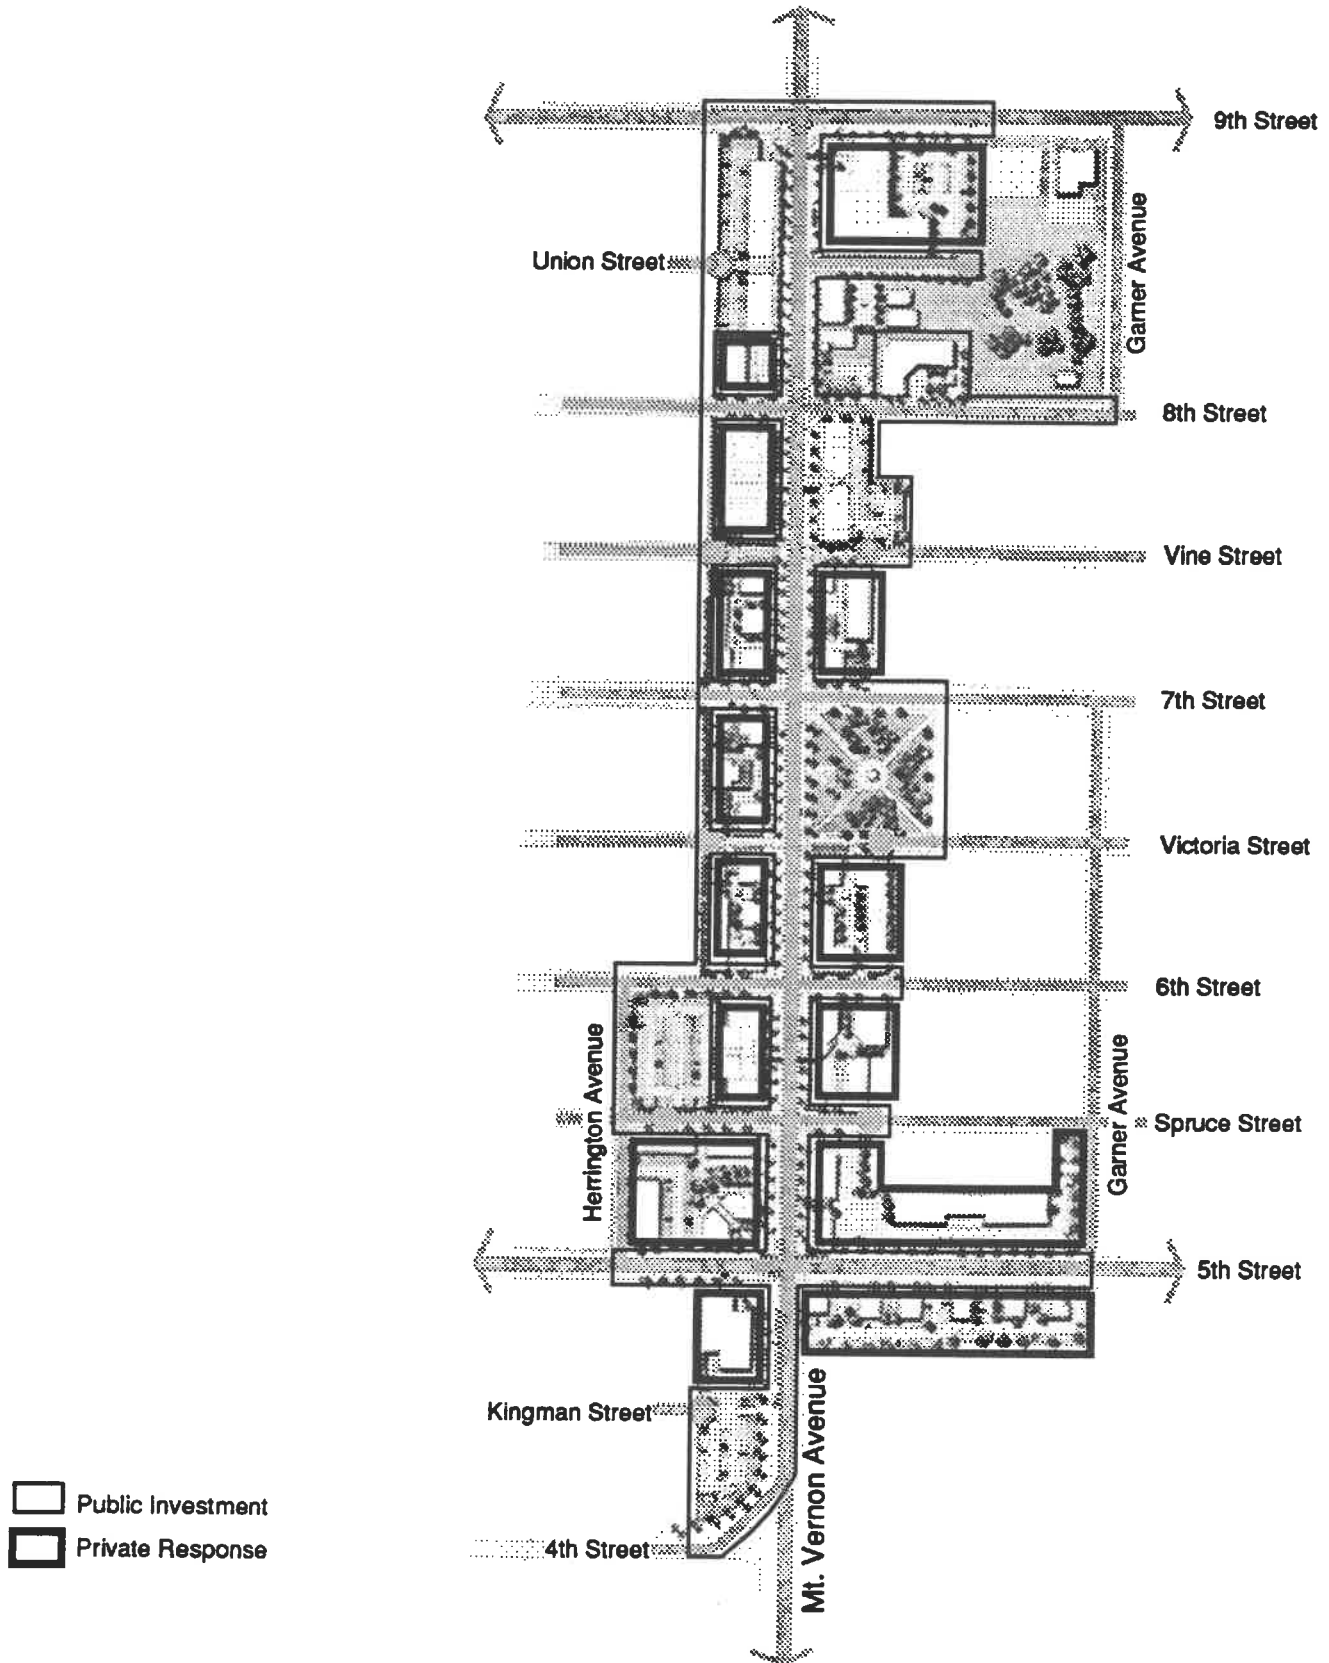 9th Street
Garner Avenue
Union Street
8th Street
Vine Street
7th Street
Victoria Street
6th Street
Herrington Avenue
Garner Avenue
Spruce Street
5th Street
Mt. Vernon Avenue
Kingman Street
Public Investment
Private Response
4th Street